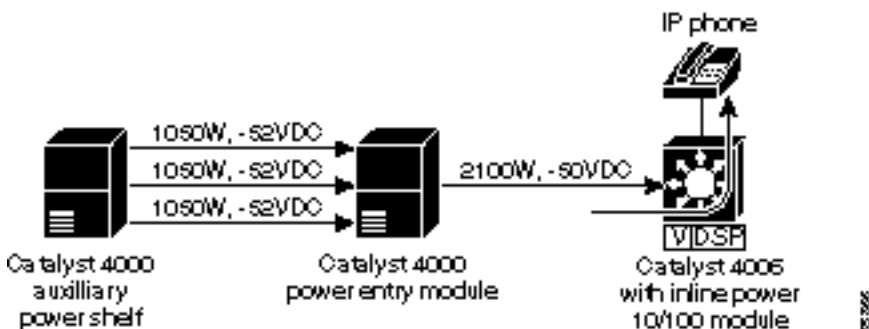 IP phone
1050W, -52VDC
1050W, -52VDC
1050W, -52VDC
2100W, -50VDC
V DSP
Catalyst 4000
auxilliary
power shelf
Catalyst 4000
power entry module
Catalyst 4006
with inline power
10/100 module